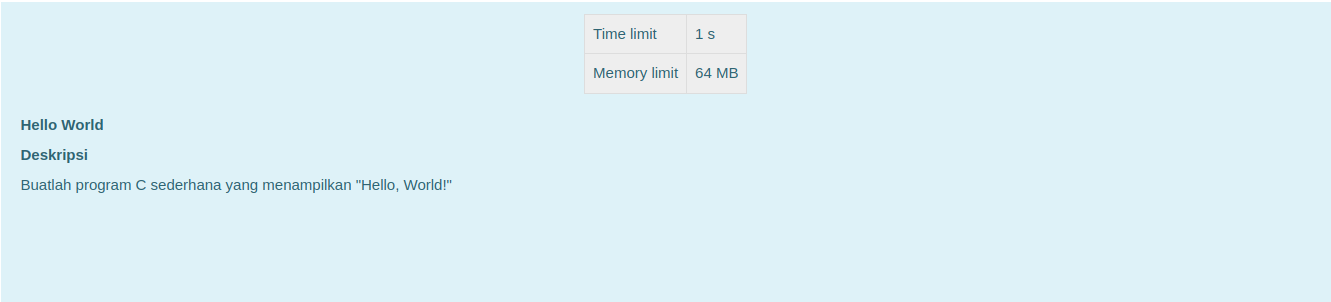 Time limit 1 s
Memory limit 64 MB
Hello World
Deskripsi
Buatlah program C sederhana yang menampilkan "Hello, World!"